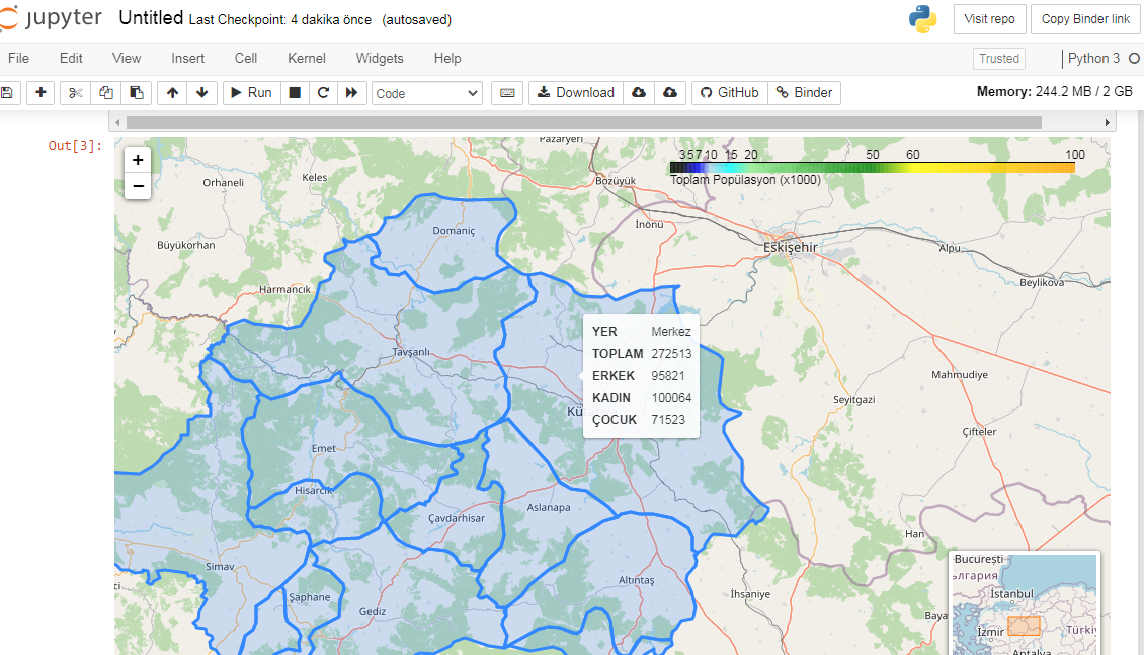 jupyter Untitled Last Checkpoint: 4 dakika önce (autosaved)
Visit repo
Copy Binder link
File Edit View Insert Cell Kernel Widgets Help
Trusted
Python 3
Run
Code
Download
GitHub
Binder
Memory: 244.2 MB / 2 GB
Out[3]:
+
−
3 5 7 10 15 20 50 60 100
Toplam Popülasyon (x1000)
Pazaryeri
Orhaneli
Keles
Bozüyük
İnönü
Domaniç
Eskişehir
Büyükorhan
Alpu
Beylikova
Harmancık
YER Merkez
TOPLAM 272513
ERKEK 95821
KADIN 100064
ÇOCUK 71523
Tavşanlı
Mahmudiye
Seyitgazi
Çifteler
Emet
Hisarcık
Çavdarhisar
Aslanapa
Han
Simav
Altıntaş
Şaphane
Gediz
İhsaniye
Baya
București
ългария
İstanbul
İzmir
Türki
Antalya